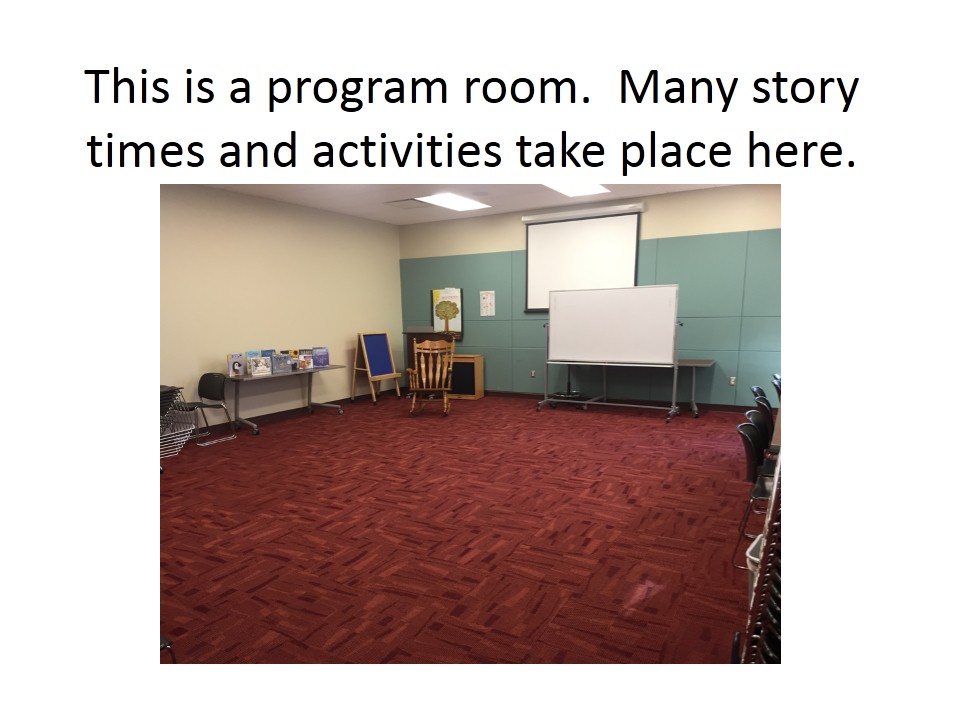 This is a program room.  Many story
times and activities take place here.